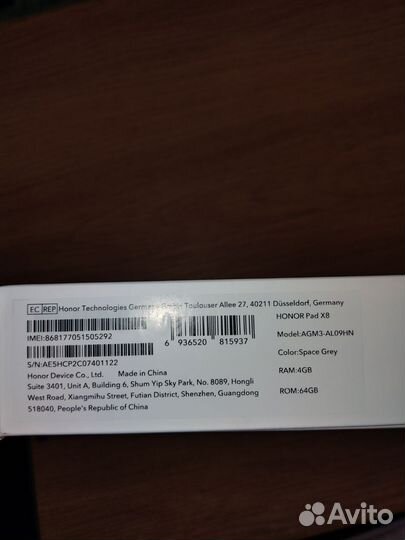 EC REP Honor Technologies Germany GmbH Toulouser Allee 27, 40211 Düsseldorf, Germany
HONOR Pad X8
IMEI:868177051505292
6 936520 815937
Model:AGM3-AL09HN
S/N:AE5HCP2C07401122
Color:Space Grey
Honor Device Co., Ltd. Made in China
RAM:4GB
Suite 3401, Unit A, Building 6, Shum Yip Sky Park, No. 8089, Hongli
West Road, Xiangmihu Street, Futian District, Shenzhen, Guangdong
ROM:64GB
518040, People's Republic of China
Avito